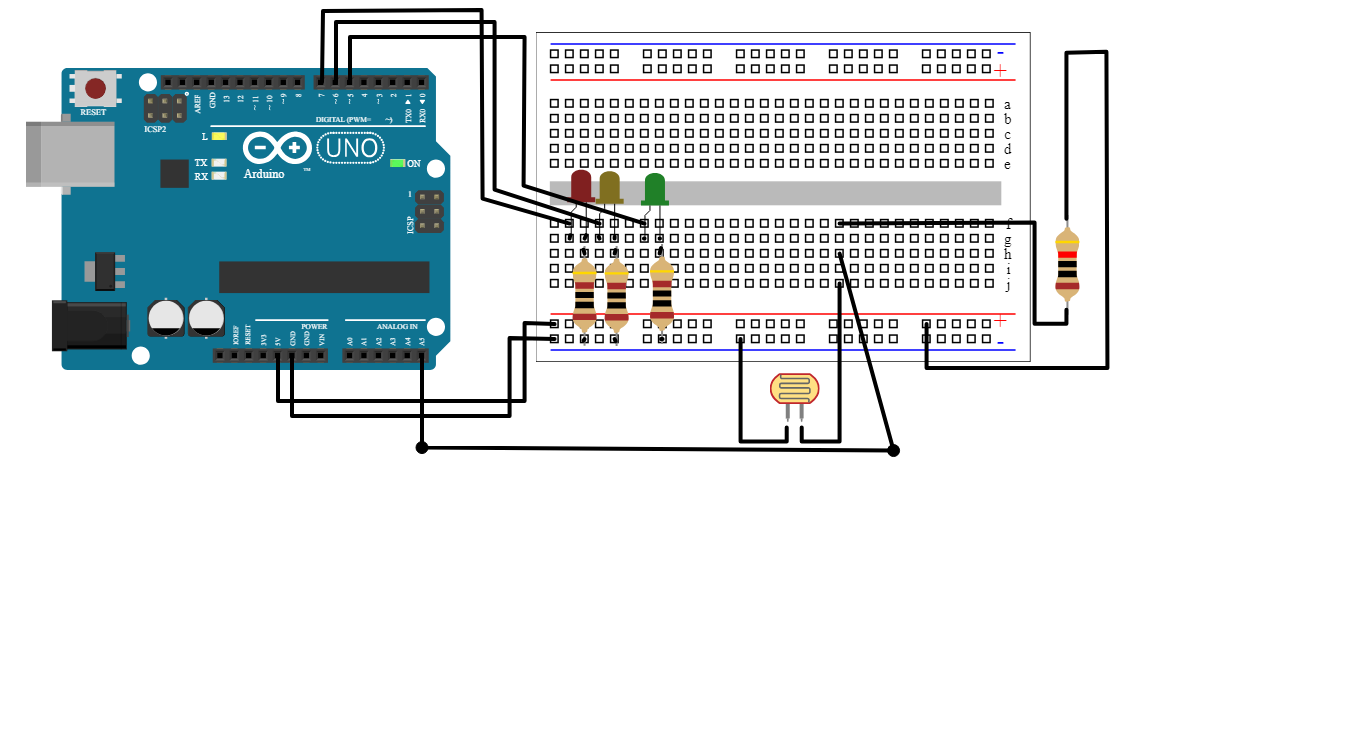 RESET
ICSP2
AREF
GND
13
12
~11
~10
~9
8
7
~6
~5
4
~3
2
TX0 ▶ 1
RX0 ◀ 0
DIGITAL (PWM= ~)
L
TX
RX
UNO
™
Arduino
ON
1
ICSP
POWER
ANALOG IN
IOREF
RESET
3V3
5V
GND
GND
VIN
A0
A1
A2
A3
A4
A5
-
+
a
b
c
d
e
f
g
h
i
j
+
-